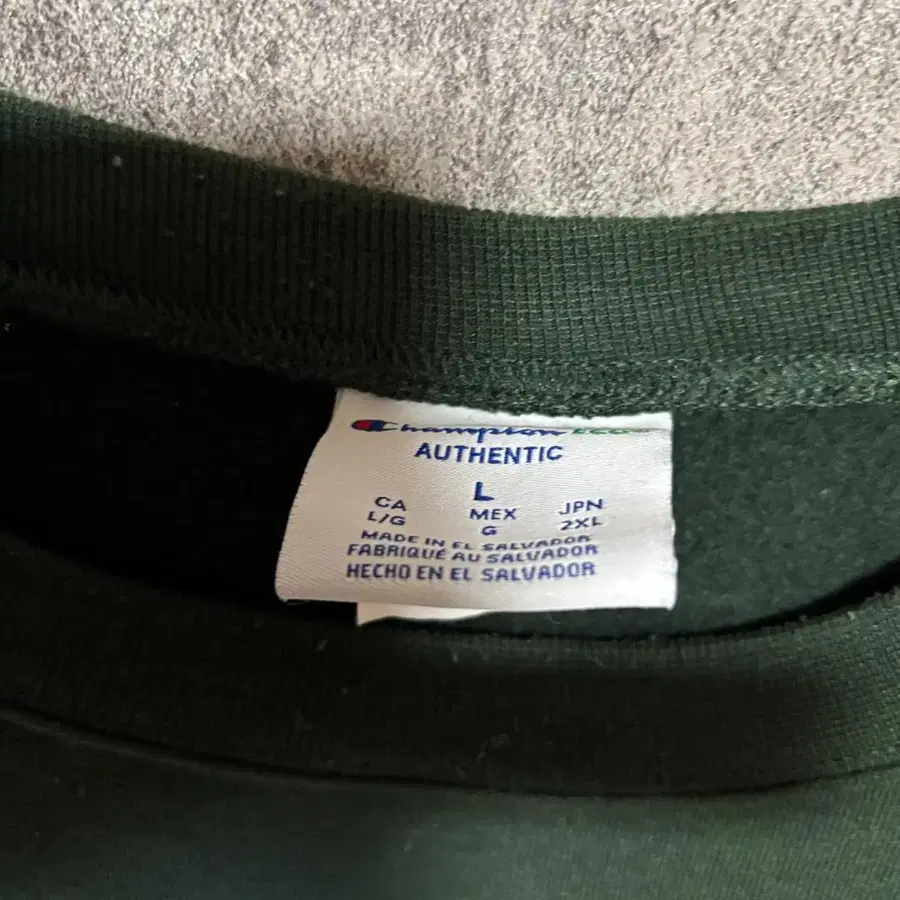 Champion
AUTHENTIC
L
CA MEX JPN
L/G G 2XL
MADE IN EL SALVADOR
FABRIQUÉ AU SALVADOR
HECHO EN EL SALVADOR